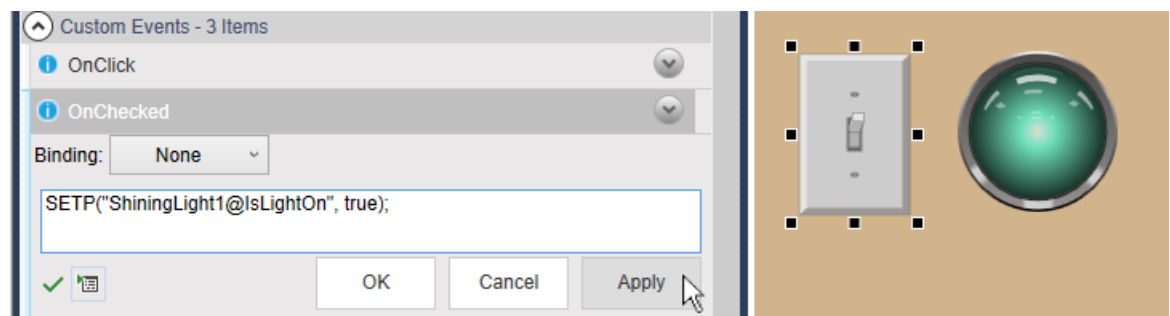 Custom Events - 3 Items
OnClick
OnChecked
Binding: None
SETP("ShiningLight1@IsLightOn", true);
OK Cancel Apply